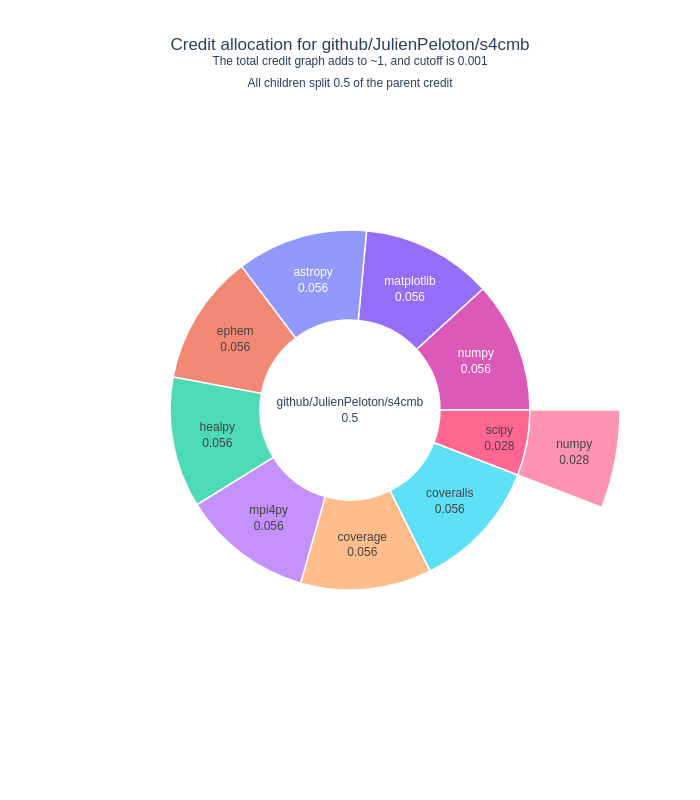 Credit allocation for github/JulienPeloton/s4cmb
The total credit graph adds to ~1, and cutoff is 0.001
All children split 0.5 of the parent credit
astropy
0.056
matplotlib
0.056
ephem
0.056
numpy
0.056
github/JulienPeloton/s4cmb
0.5
healpy
0.056
scipy
0.028
numpy
0.028
mpi4py
0.056
coveralls
0.056
coverage
0.056